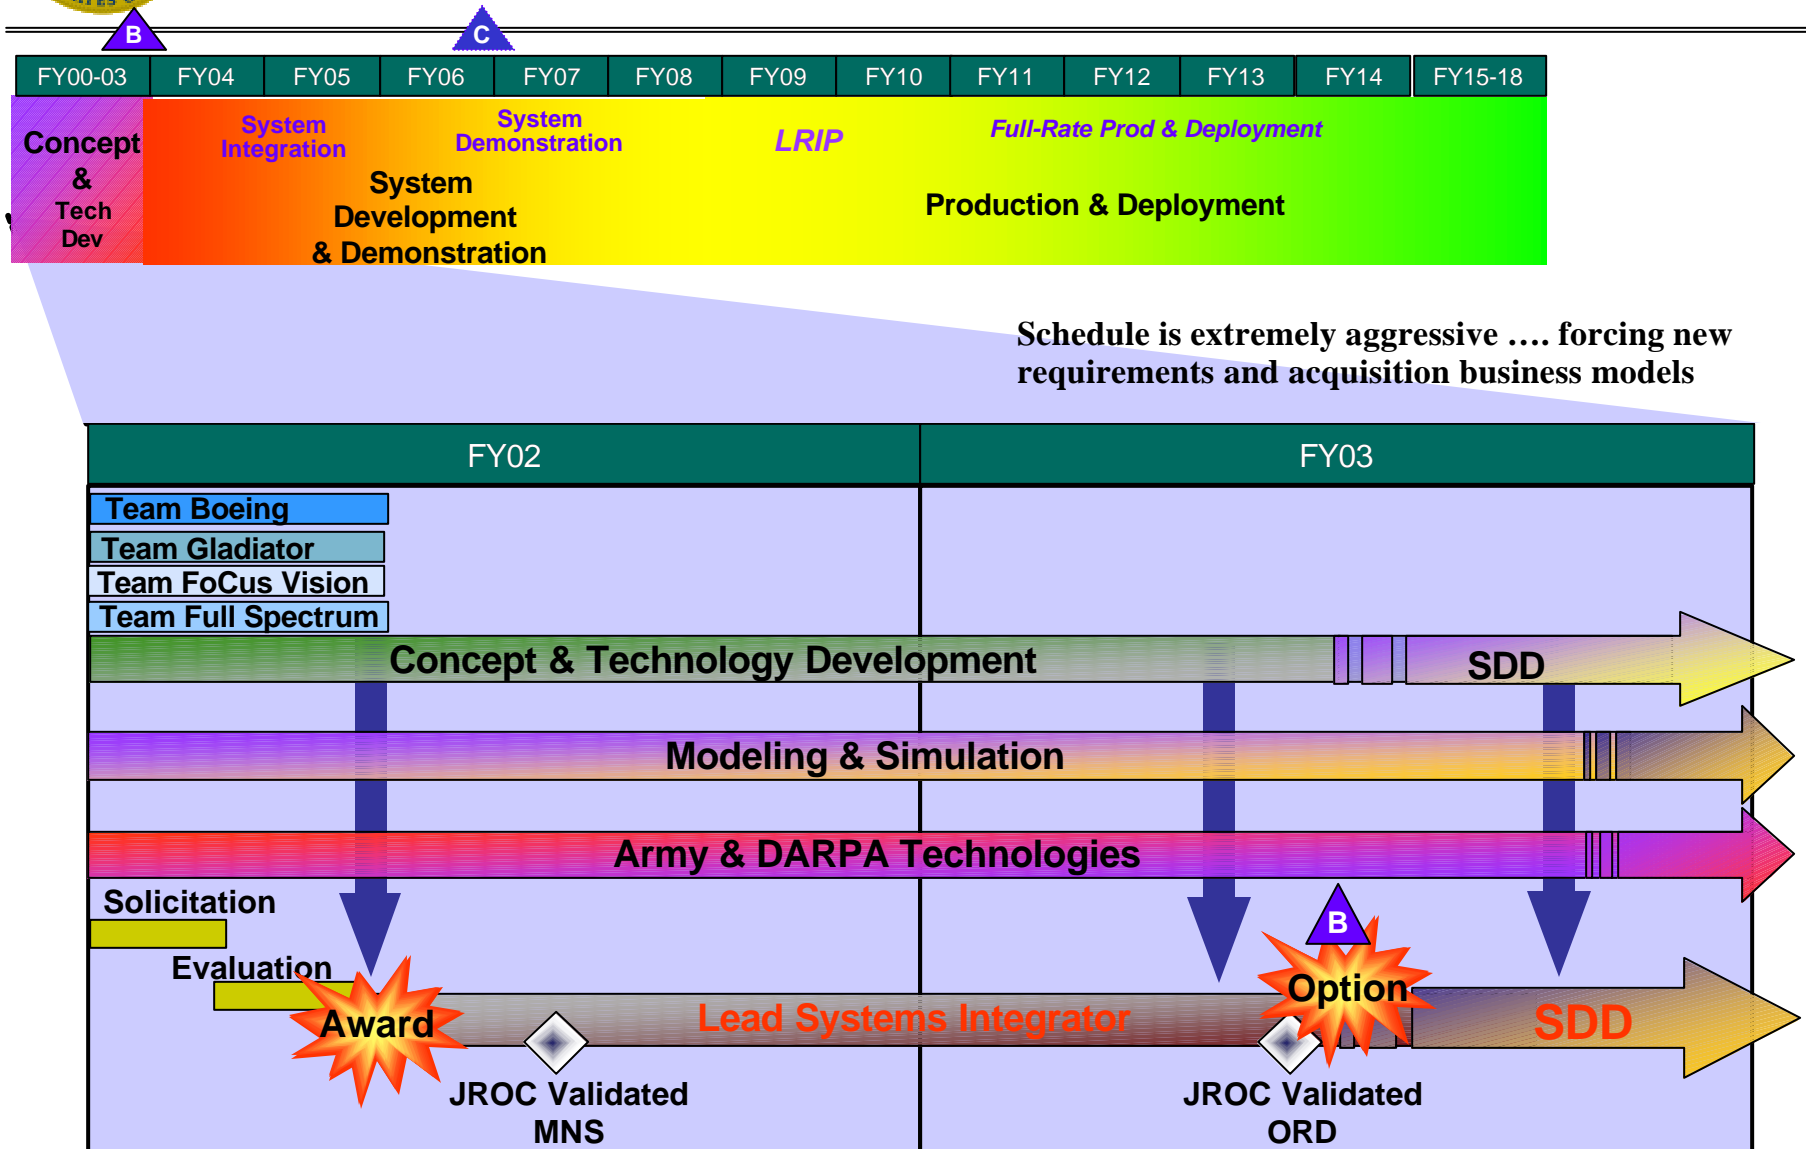 B
C
FY00-03 FY04 FY05 FY06 FY07 FY08 FY09 FY10 FY11 FY12 FY13 FY14 FY15-18
Concept
&
Tech
Dev
System
Integration
System
Demonstration
LRIP
Full-Rate Prod & Deployment
System
Development
& Demonstration
Production & Deployment
Schedule is extremely aggressive …. forcing new
requirements and acquisition business models
FY02 FY03
Team Boeing
Team Gladiator
Team FoCus Vision
Team Full Spectrum
Concept & Technology Development SDD
Modeling & Simulation
Army & DARPA Technologies
Solicitation
B
Evaluation
Award
Lead Systems Integrator
Option
SDD
JROC Validated
MNS
JROC Validated
ORD